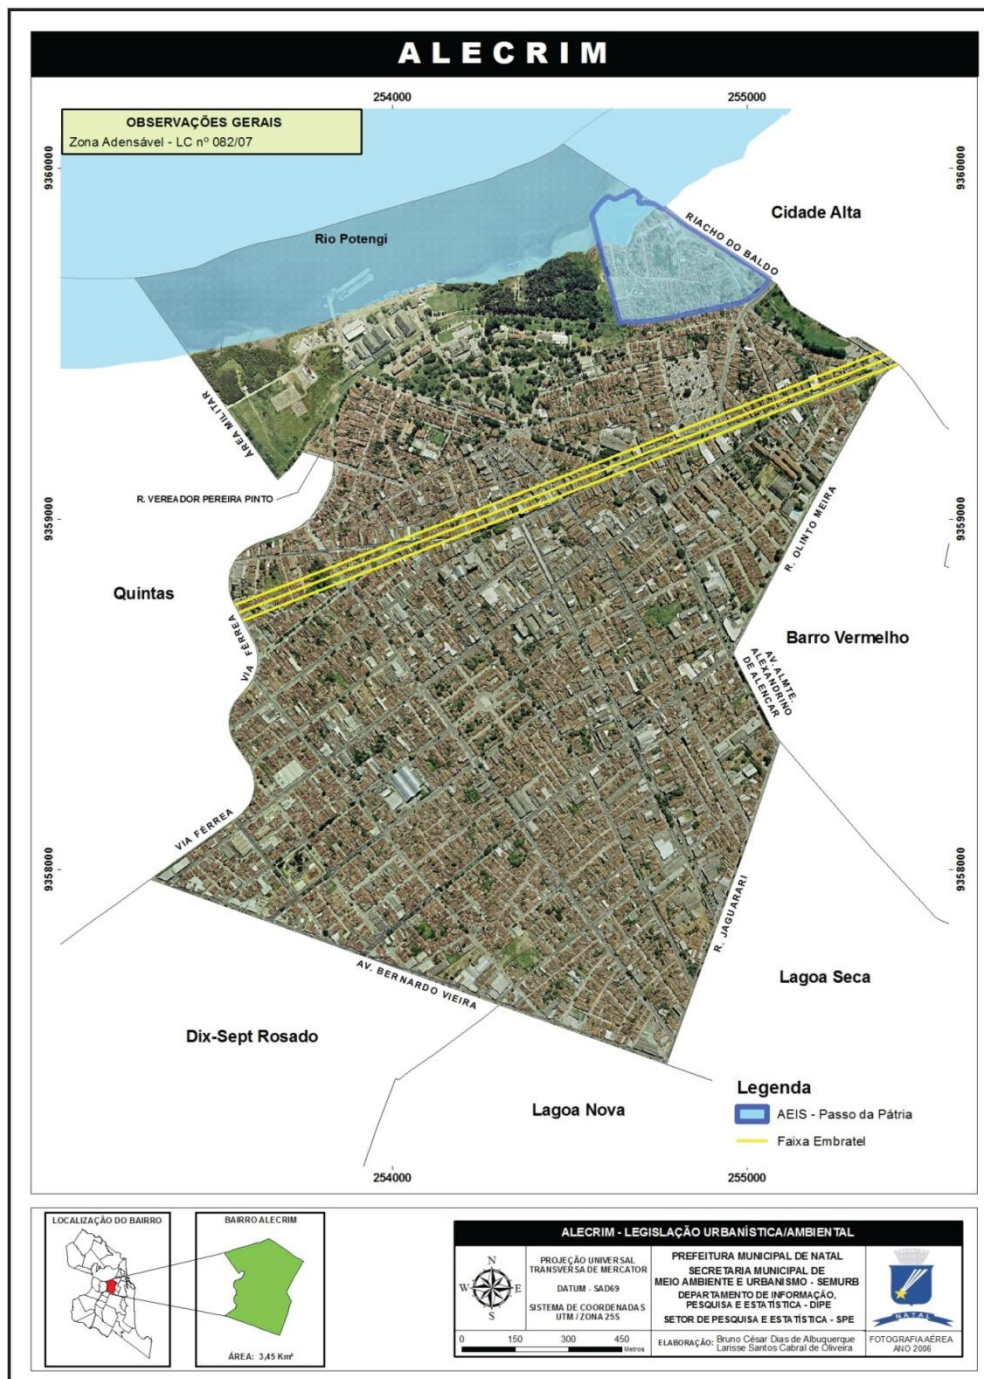 ALECRIM
254000
255000
OBSERVAÇÕES GERAIS
Zona Adensável - LC nº 082/07
9360000
9360000
Cidade Alta
RIACHO DO BALDO
Rio Potengi
ÁREA MILITAR
R. VEREADOR PEREIRA PINTO
9359000
9359000
R. OLINTO MEIRA
Quintas
VIA FÉRREA
Barro Vermelho
AV. ALMTE.
ALEXANDRINO
DE ALENCAR
VIA FÉRREA
9358000
9358000
R. JAGUARARI
AV. BERNARDO VIEIRA
Lagoa Seca
Dix-Sept Rosado
Lagoa Nova
Legenda
AEIS - Passo da Pátria
Faixa Embratel
254000
255000
LOCALIZAÇÃO DO BAIRRO
BAIRRO ALECRIM
ÁREA: 3,45 Km²
ALECRIM - LEGISLAÇÃO URBANÍSTICA/AMBIENTAL
N
W E
S
PROJEÇÃO UNIVERSAL
TRANSVERSA DE MERCATOR
DATUM - SAD69
SISTEMA DE COORDENADAS
UTM / ZONA 25S
0 150 300 450
Metros
PREFEITURA MUNICIPAL DE NATAL
SECRETARIA MUNICIPAL DE
MEIO AMBIENTE E URBANISMO - SEMURB
DEPARTAMENTO DE INFORMAÇÃO,
PESQUISA E ESTATÍSTICA - DIPE
SETOR DE PESQUISA E ESTATÍSTICA - SPE
ELABORAÇÃO: Bruno César Dias de Albuquerque
Larisse Santos Cabral de Oliveira
NATAL
FOTOGRAFIA AÉREA
ANO 2006